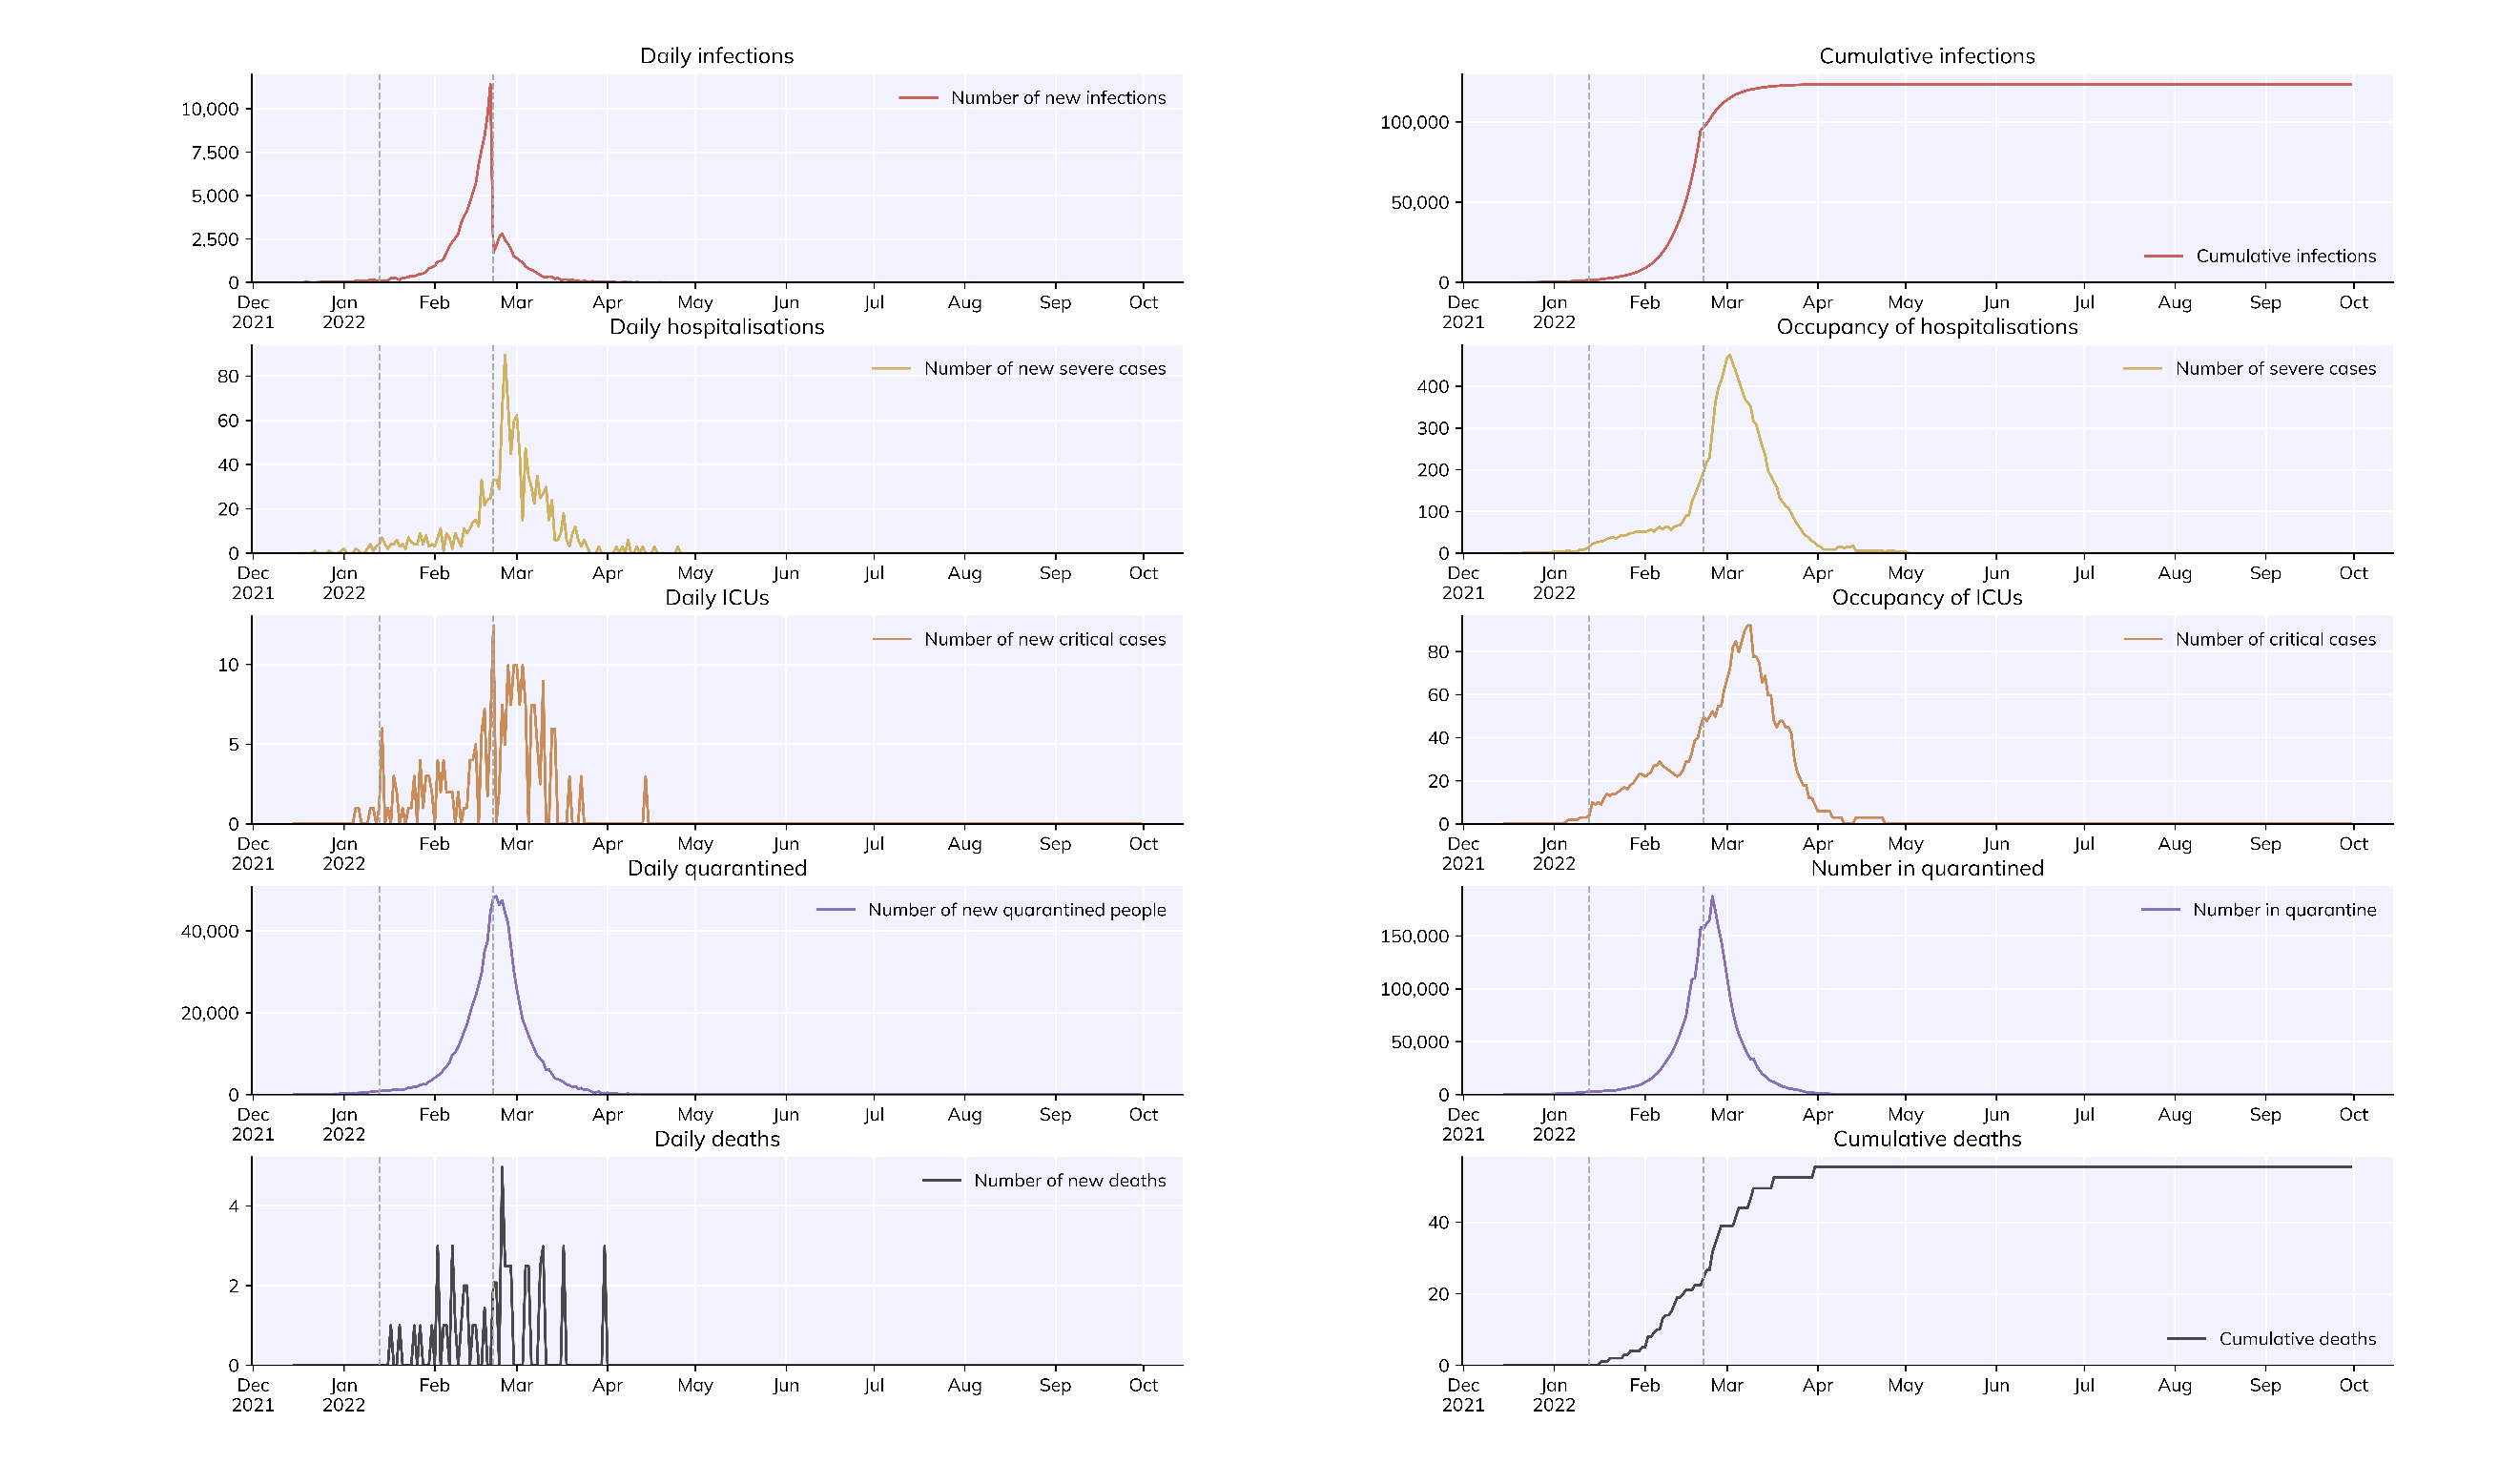 Daily infections
10,000
7,500
5,000
2,500
0
Number of new infections
Dec Jan Feb Mar Apr May Jun Jul Aug Sep Oct
2021 2022
Cumulative infections
100,000
50,000
0
Cumulative infections
Dec Jan Feb Mar Apr May Jun Jul Aug Sep Oct
2021 2022
Daily hospitalisations
80
60
40
20
0
Number of new severe cases
Dec Jan Feb Mar Apr May Jun Jul Aug Sep Oct
2021 2022
Occupancy of hospitalisations
400
300
200
100
0
Number of severe cases
Dec Jan Feb Mar Apr May Jun Jul Aug Sep Oct
2021 2022
Daily ICUs
10
5
0
Number of new critical cases
Dec Jan Feb Mar Apr May Jun Jul Aug Sep Oct
2021 2022
Occupancy of ICUs
80
60
40
20
0
Number of critical cases
Dec Jan Feb Mar Apr May Jun Jul Aug Sep Oct
2021 2022
Daily quarantined
40,000
20,000
0
Number of new quarantined people
Dec Jan Feb Mar Apr May Jun Jul Aug Sep Oct
2021 2022
Number in quarantined
150,000
100,000
50,000
0
Number in quarantine
Dec Jan Feb Mar Apr May Jun Jul Aug Sep Oct
2021 2022
Daily deaths
4
2
0
Number of new deaths
Dec Jan Feb Mar Apr May Jun Jul Aug Sep Oct
2021 2022
Cumulative deaths
40
20
0
Cumulative deaths
Dec Jan Feb Mar Apr May Jun Jul Aug Sep Oct
2021 2022